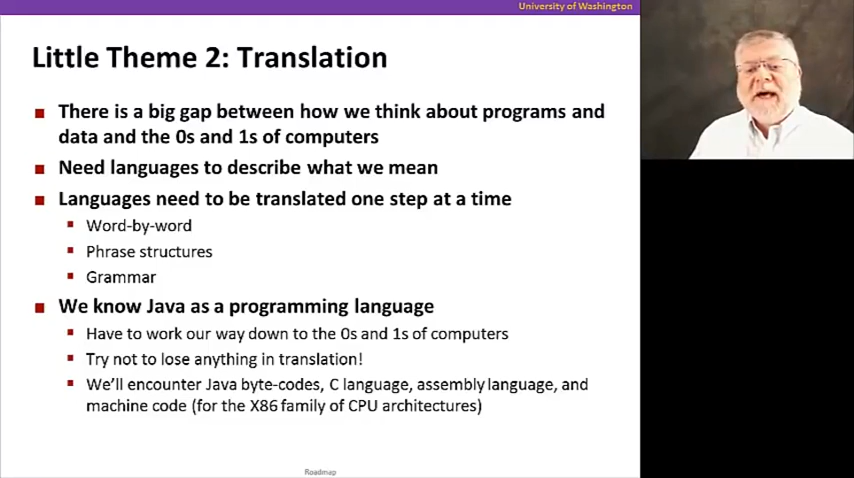 University of Washington
Little Theme 2: Translation
There is a big gap between how we think about programs and
data and the 0s and 1s of computers
Need languages to describe what we mean
Languages need to be translated one step at a time
Word-by-word
Phrase structures
Grammar
We know Java as a programming language
Have to work our way down to the 0s and 1s of computers
Try not to lose anything in translation!
We'll encounter Java byte-codes, C language, assembly language, and
machine code (for the X86 family of CPU architectures)
Roadmap